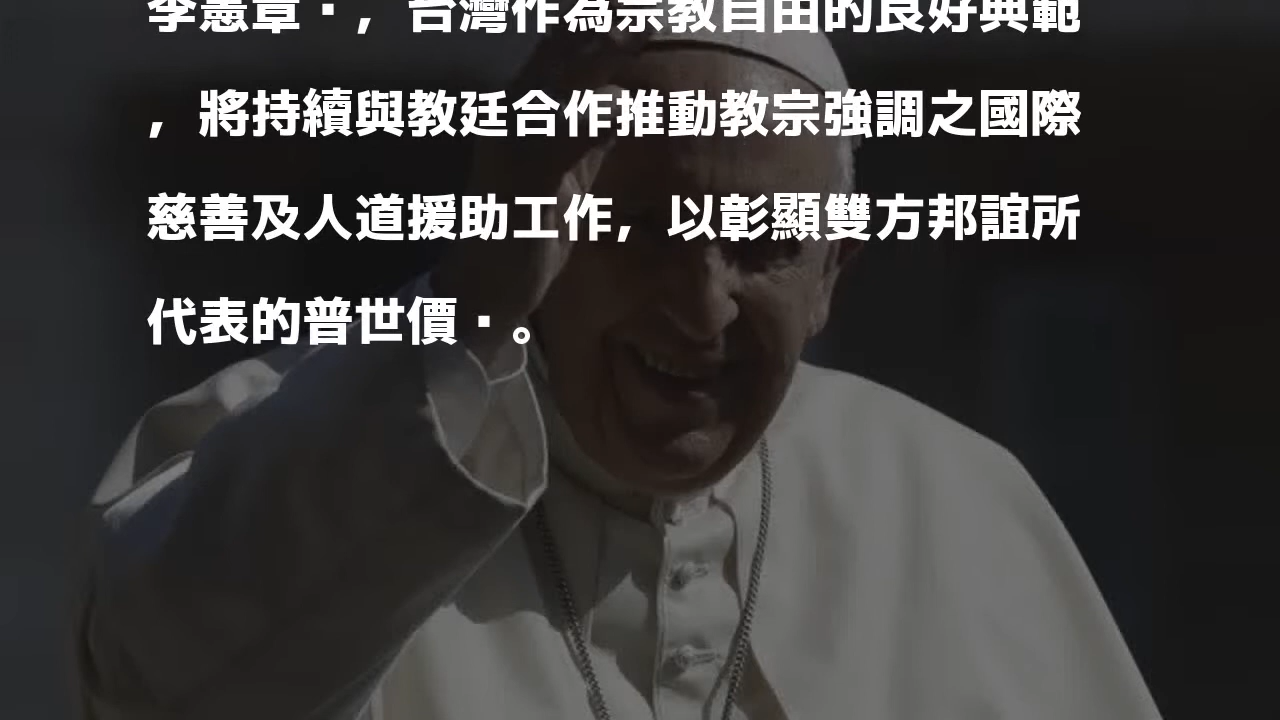 李憲章▪，台灣作為宗教自由的良好典範
，將持續與教廷合作推動教宗強調之國際
慈善及人道援助工作，以彰顯雙方邦誼所
代表的普世價▪。